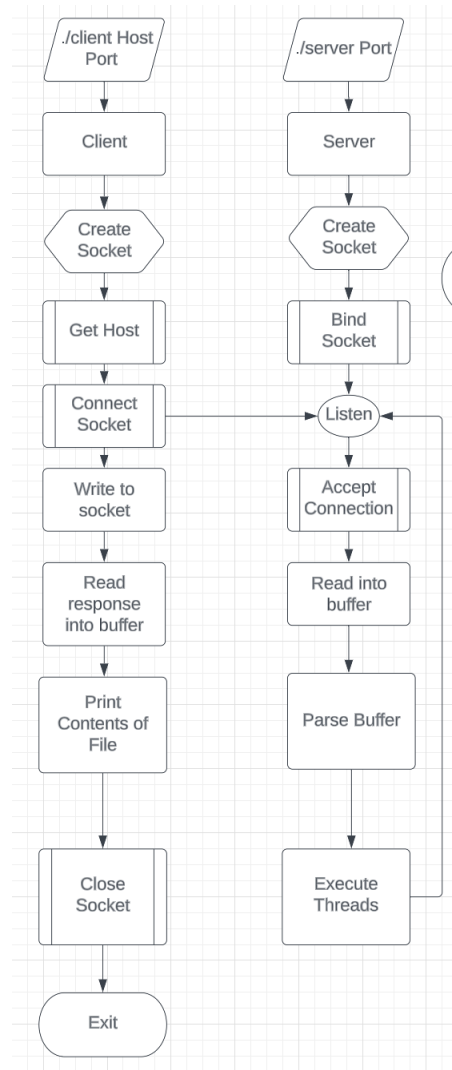 ./client Host
Port
Client
Create
Socket
Get Host
Connect
Socket
Write to
socket
Read
response
into buffer
Print
Contents of
File
Close
Socket
Exit
./server Port
Server
Create
Socket
Bind
Socket
Listen
Accept
Connection
Read into
buffer
Parse Buffer
Execute
Threads